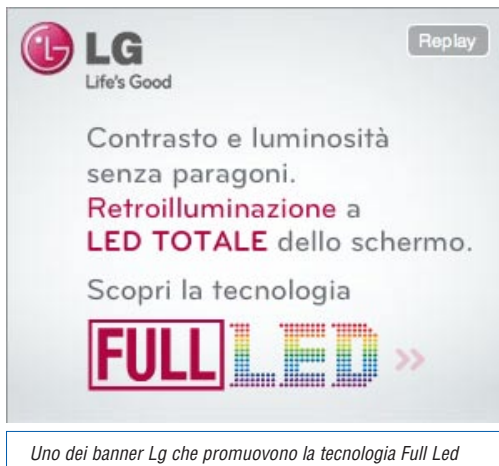 LG
Replay
Life's Good
Contrasto e luminosità
senza paragoni.
Retroilluminazione a
LED TOTALE dello schermo.
Scopri la tecnologia
FULL LED »
Uno dei banner Lg che promuovono la tecnologia Full Led